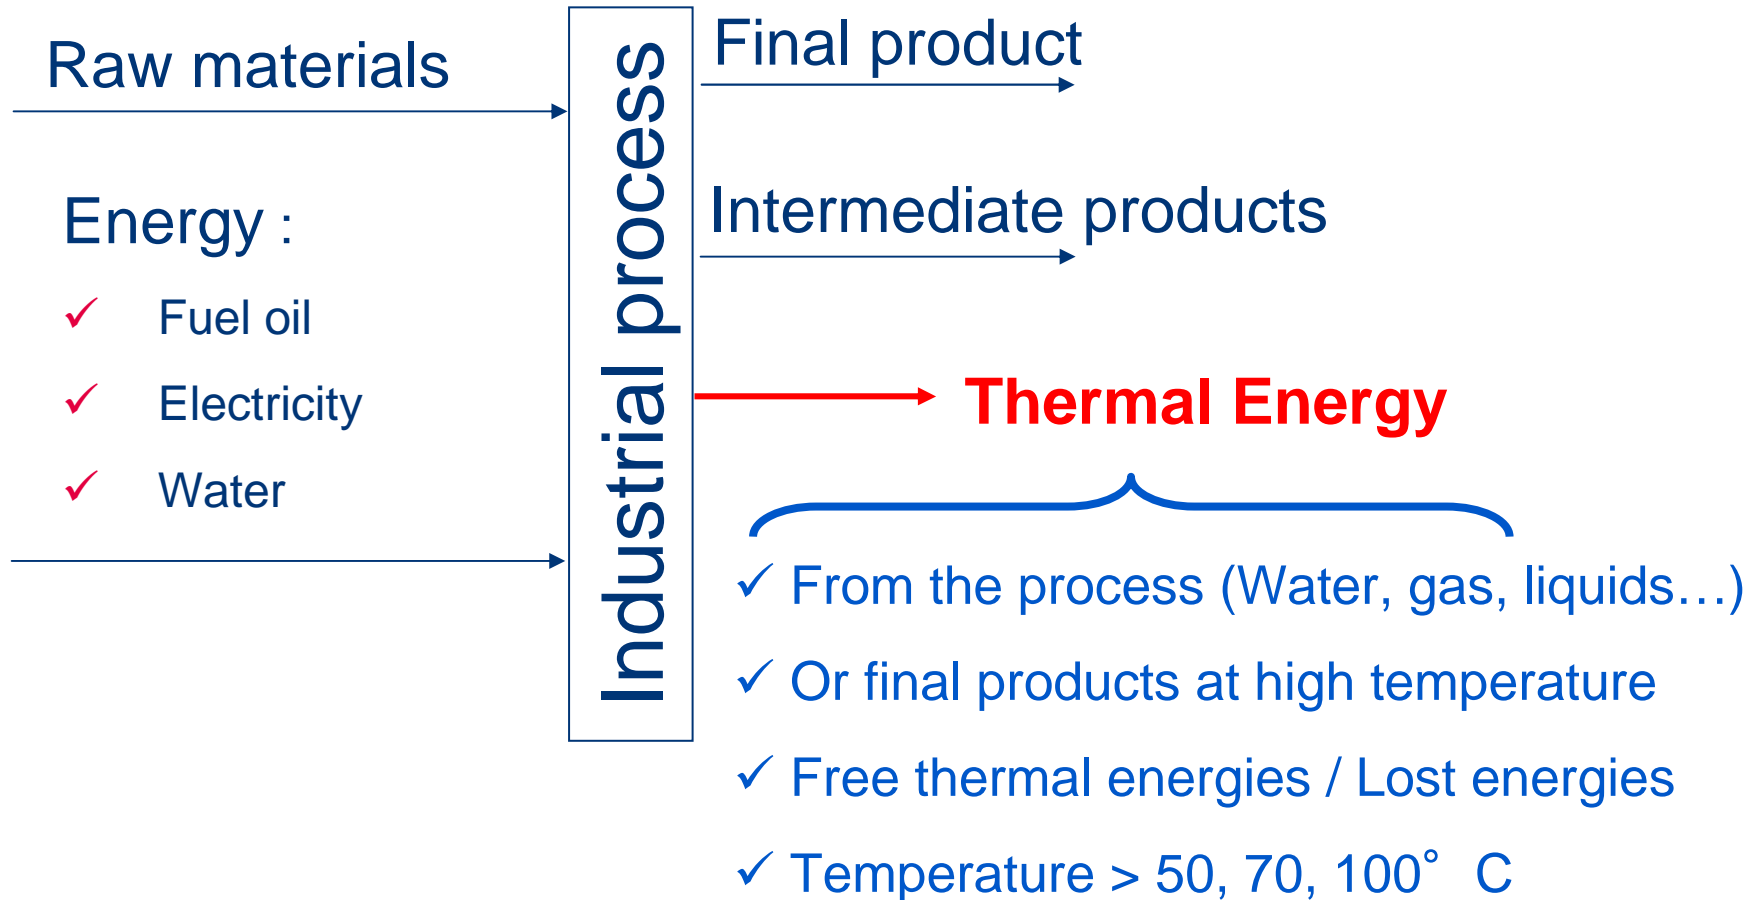 Raw materials
Energy :
✓ Fuel oil
✓ Electricity
✓ Water
Industrial process
Final product
Intermediate products
Thermal Energy
✓ From the process (Water, gas, liquids…)
✓ Or final products at high temperature
✓ Free thermal energies / Lost energies
✓ Temperature > 50, 70, 100° C